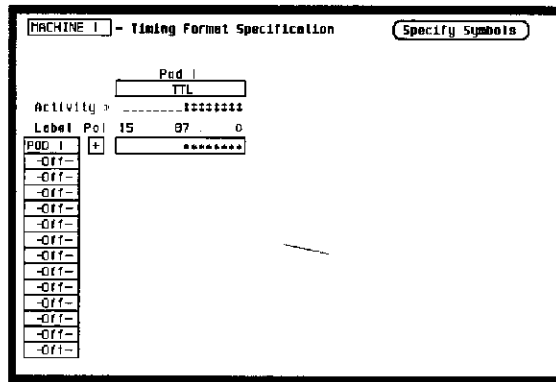 MACHINE 1 - Timing Format Specification Specify Symbols
Pod 1
TTL
Activity > ________‡‡‡‡‡‡‡‡
Label Pol 15 87 . 0
POD 1 + ********
-Off-
-Off-
-Off-
-Off-
-Off-
-Off-
-Off-
-Off-
-Off-
-Off-
-Off-
-Off-
-Off-